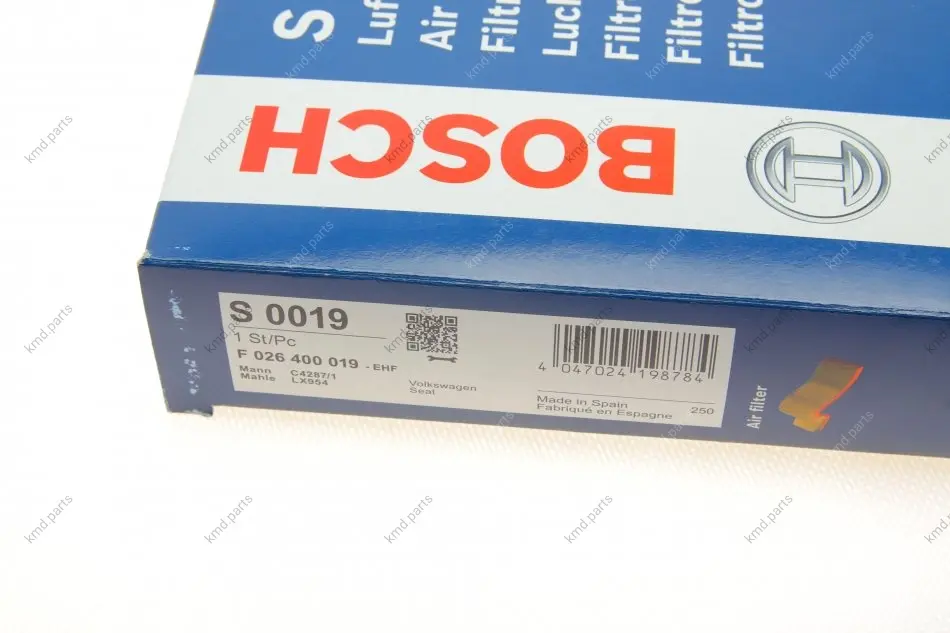 S
Luf
Air
Filtr
Luch
Filtro
Filtro
Filtro
BOSCH
S 0019
1 St/Pc
F 026 400 019 - EHF
Mann C4287/1
Mahle LX954
Volkswagen
Seat
4 047024 198784
Made in Spain
Fabriqué en Espagne
250
Air filter
kmd.parts